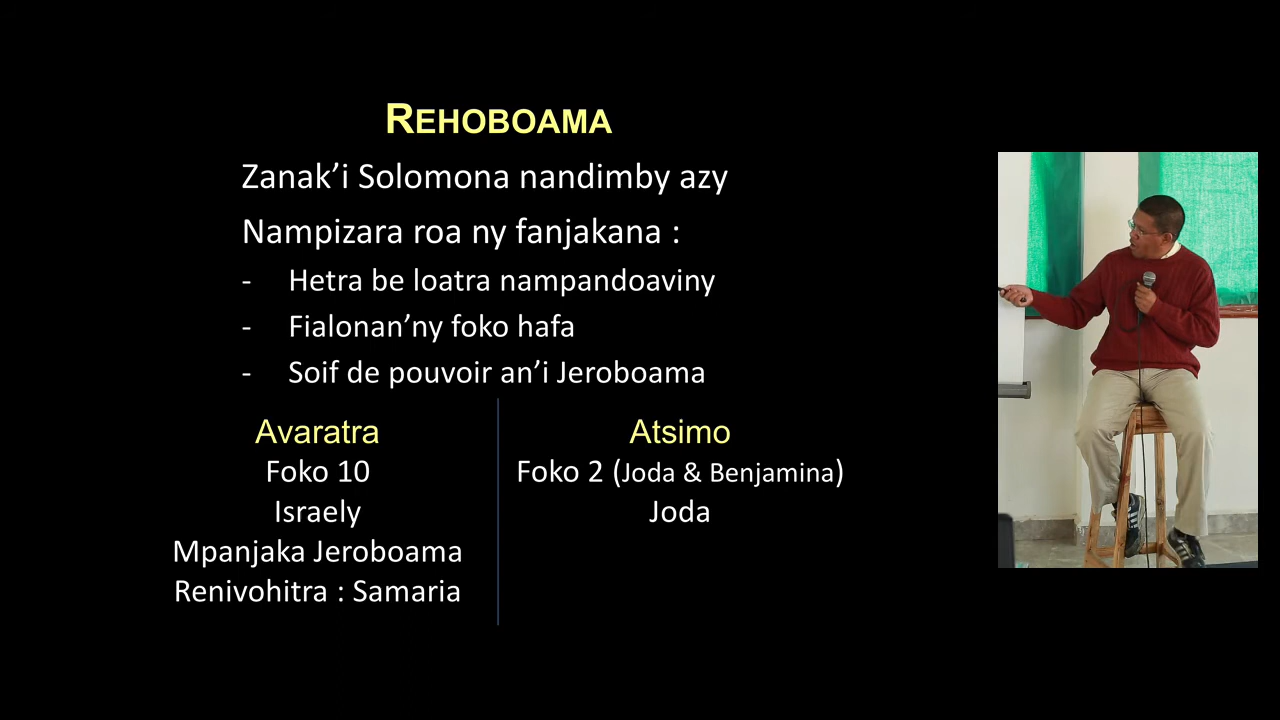 REHOBOAMA
Zanak’i Solomona nandimby azy
Nampizara roa ny fanjakana :
- Hetra be loatra nampandoaviny
- Fialonan’ny foko hafa
- Soif de pouvoir an’i Jeroboama
Avaratra
Foko 10
Israely
Mpanjaka Jeroboama
Renivohitra : Samaria
Atsimo
Foko 2 (Joda & Benjamina)
Joda